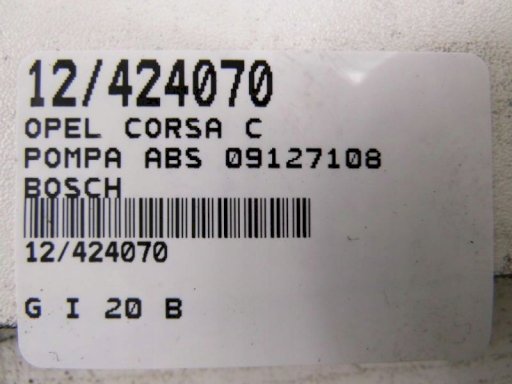 12/424070
OPEL CORSA C
POMPA ABS 09127108
BOSCH
12/424070
G I 20 B